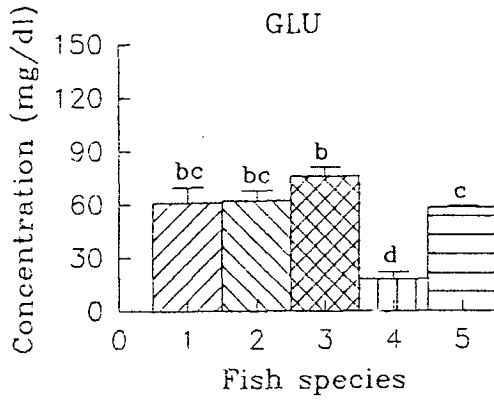 GLU
Concentration (mg/dl)
150
120
90
60
30
0
bc
bc
b
d
c
0 1 2 3 4 5
Fish species